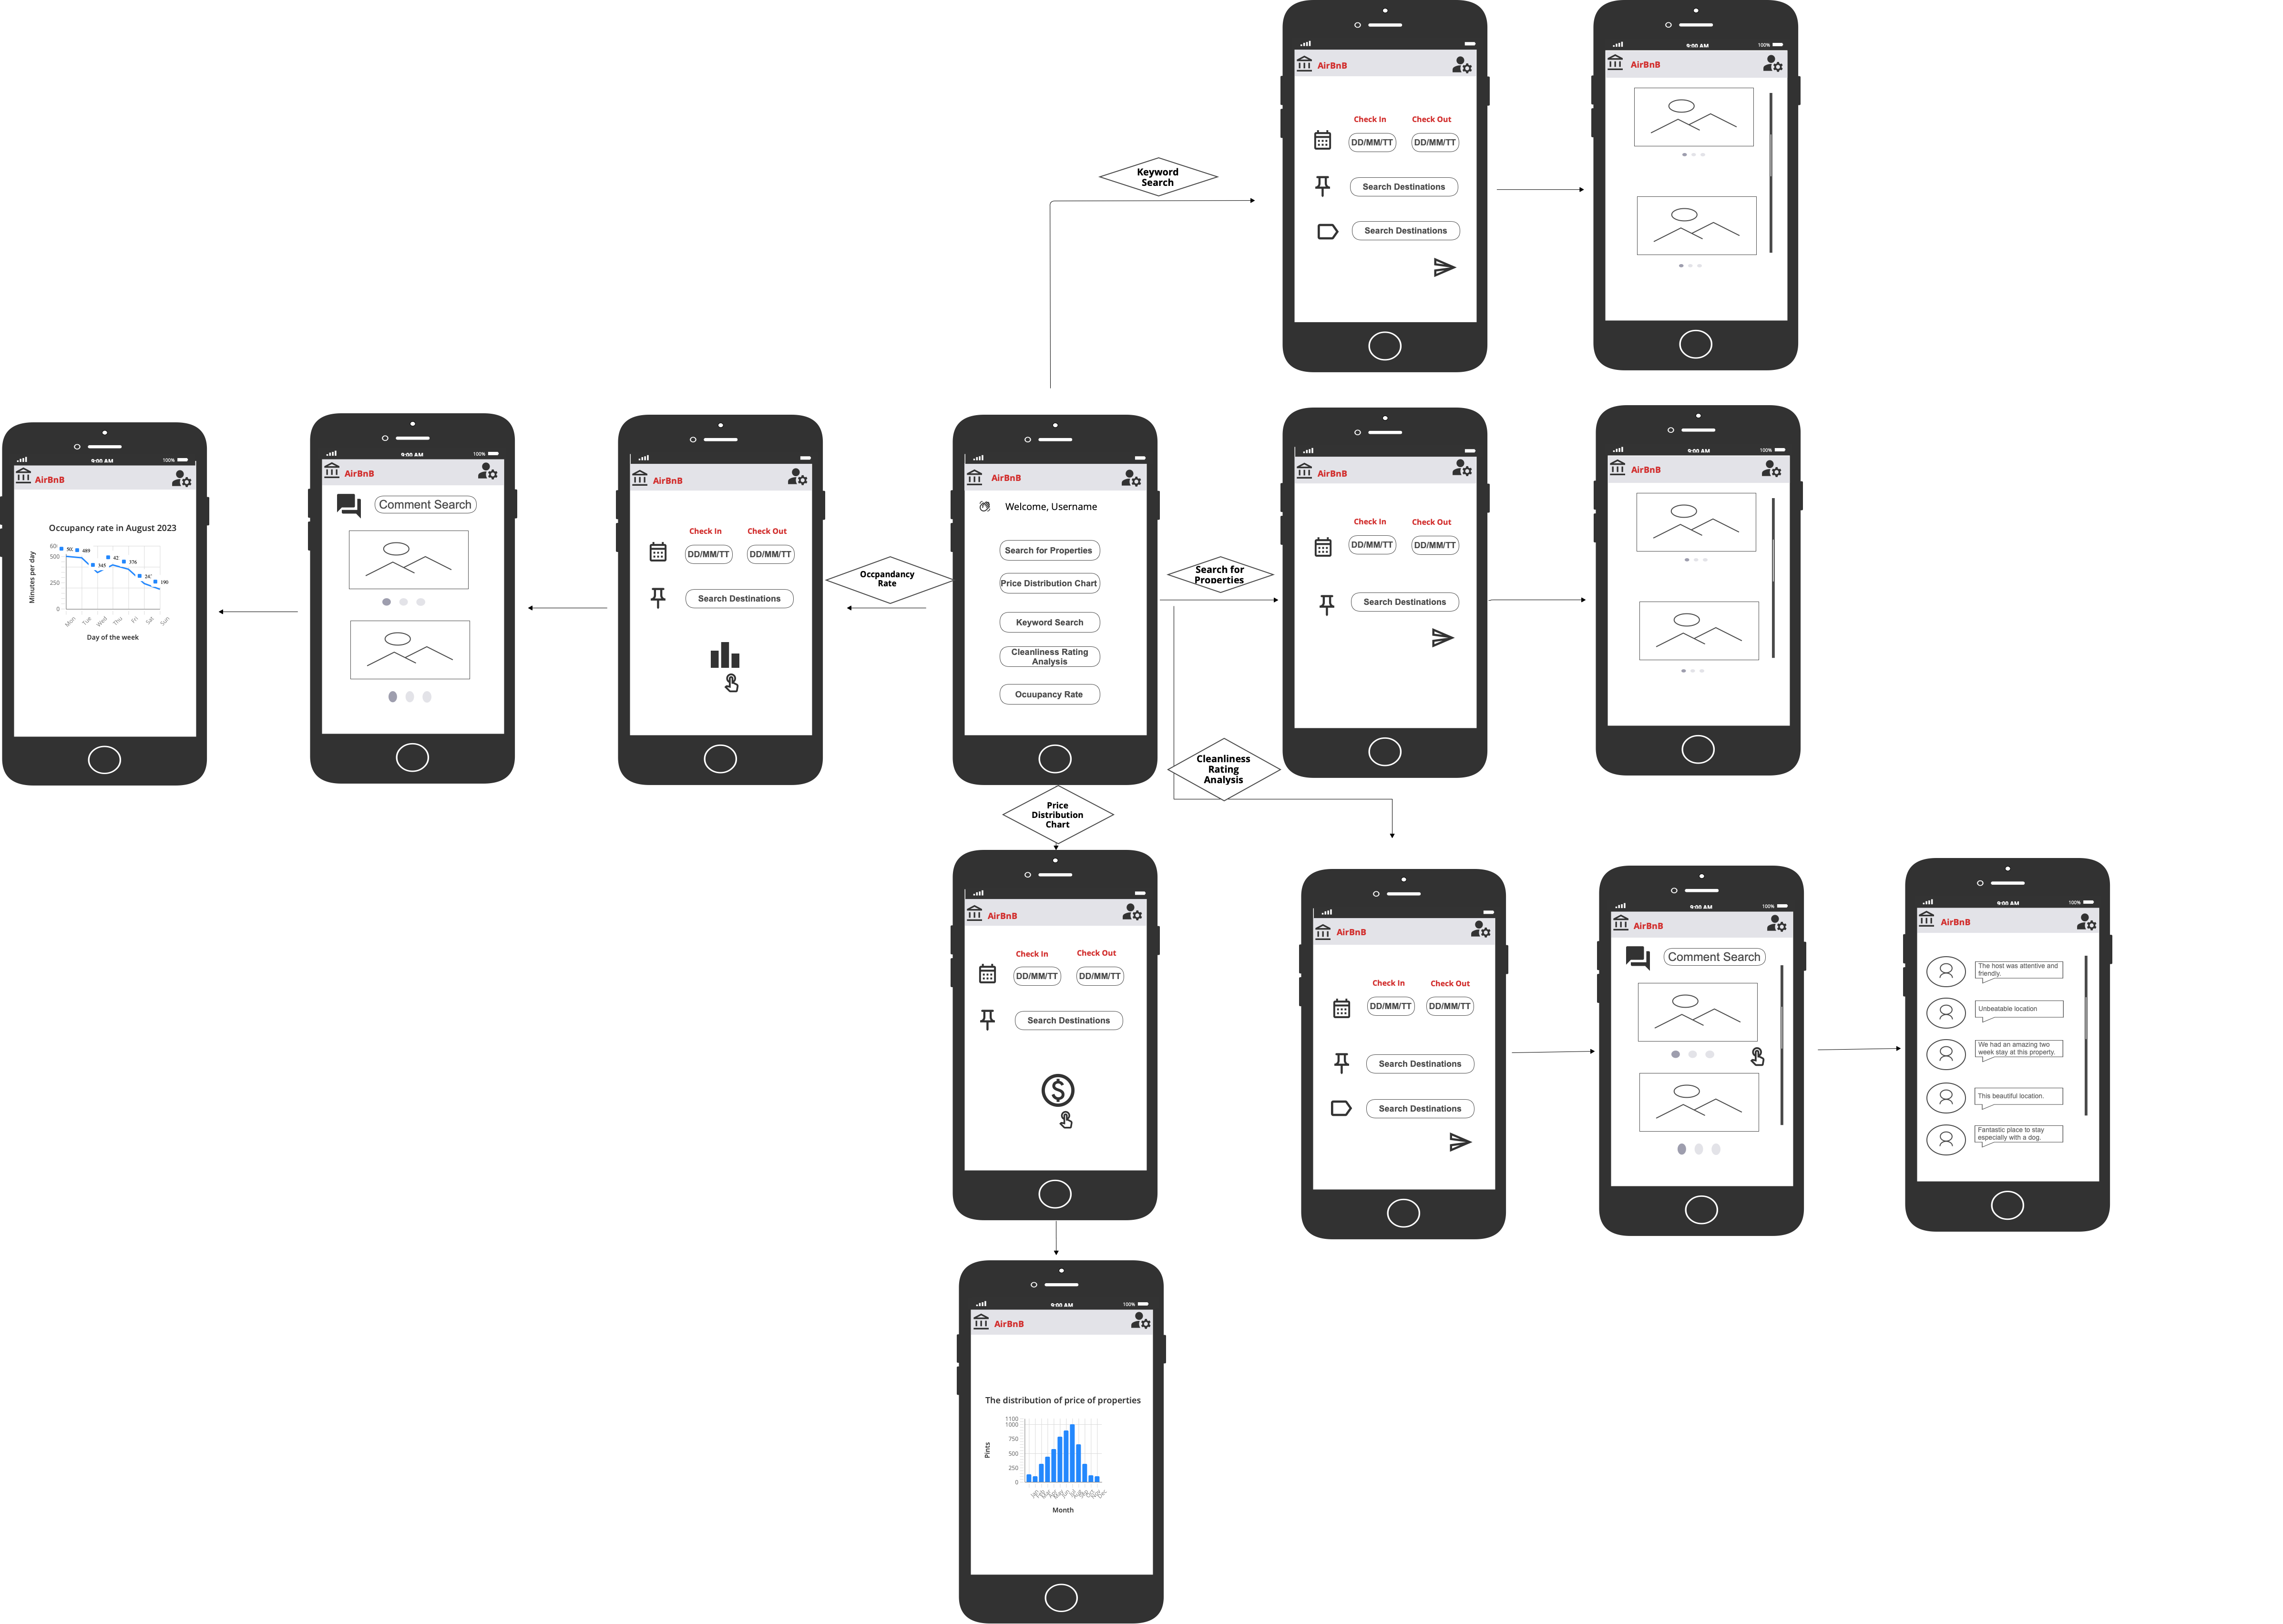 AirBnB
Check In Check Out
DD/MM/TT DD/MM/TT
Search Destinations
Search Destinations
9:00 AM 100%
AirBnB
Keyword
Search
9:00 AM 100%
AirBnB
Occupancy rate in August 2023
Minutes per day
500
250
0
489
343
42
376
24
190
Mon Tue Wed Thu Fri Sat Sun
Day of the week
9:00 AM 100%
AirBnB
Comment Search
AirBnB
Check In Check Out
DD/MM/TT DD/MM/TT
Search Destinations
Occpandancy
Rate
AirBnB
Welcome, Username
Search for Properties
Price Distribution Chart
Keyword Search
Cleanliness Rating
Analysis
Ocuupancy Rate
Search for
Properties
AirBnB
Check In Check Out
DD/MM/TT DD/MM/TT
Search Destinations
9:00 AM 100%
AirBnB
Cleanliness
Rating
Analysis
Price
Distribution
Chart
AirBnB
Check In Check Out
DD/MM/TT DD/MM/TT
Search Destinations
AirBnB
Check In Check Out
DD/MM/TT DD/MM/TT
Search Destinations
Search Destinations
9:00 AM 100%
AirBnB
Comment Search
9:00 AM 100%
AirBnB
The host was attentive and
friendly.
Unbeatable location
We had an amazing two
week stay at this property.
This beautiful location.
Fantastic place to stay
especially with a dog.
9:00 AM 100%
AirBnB
The distribution of price of properties
Pints
1100
1000
750
500
250
0
Month